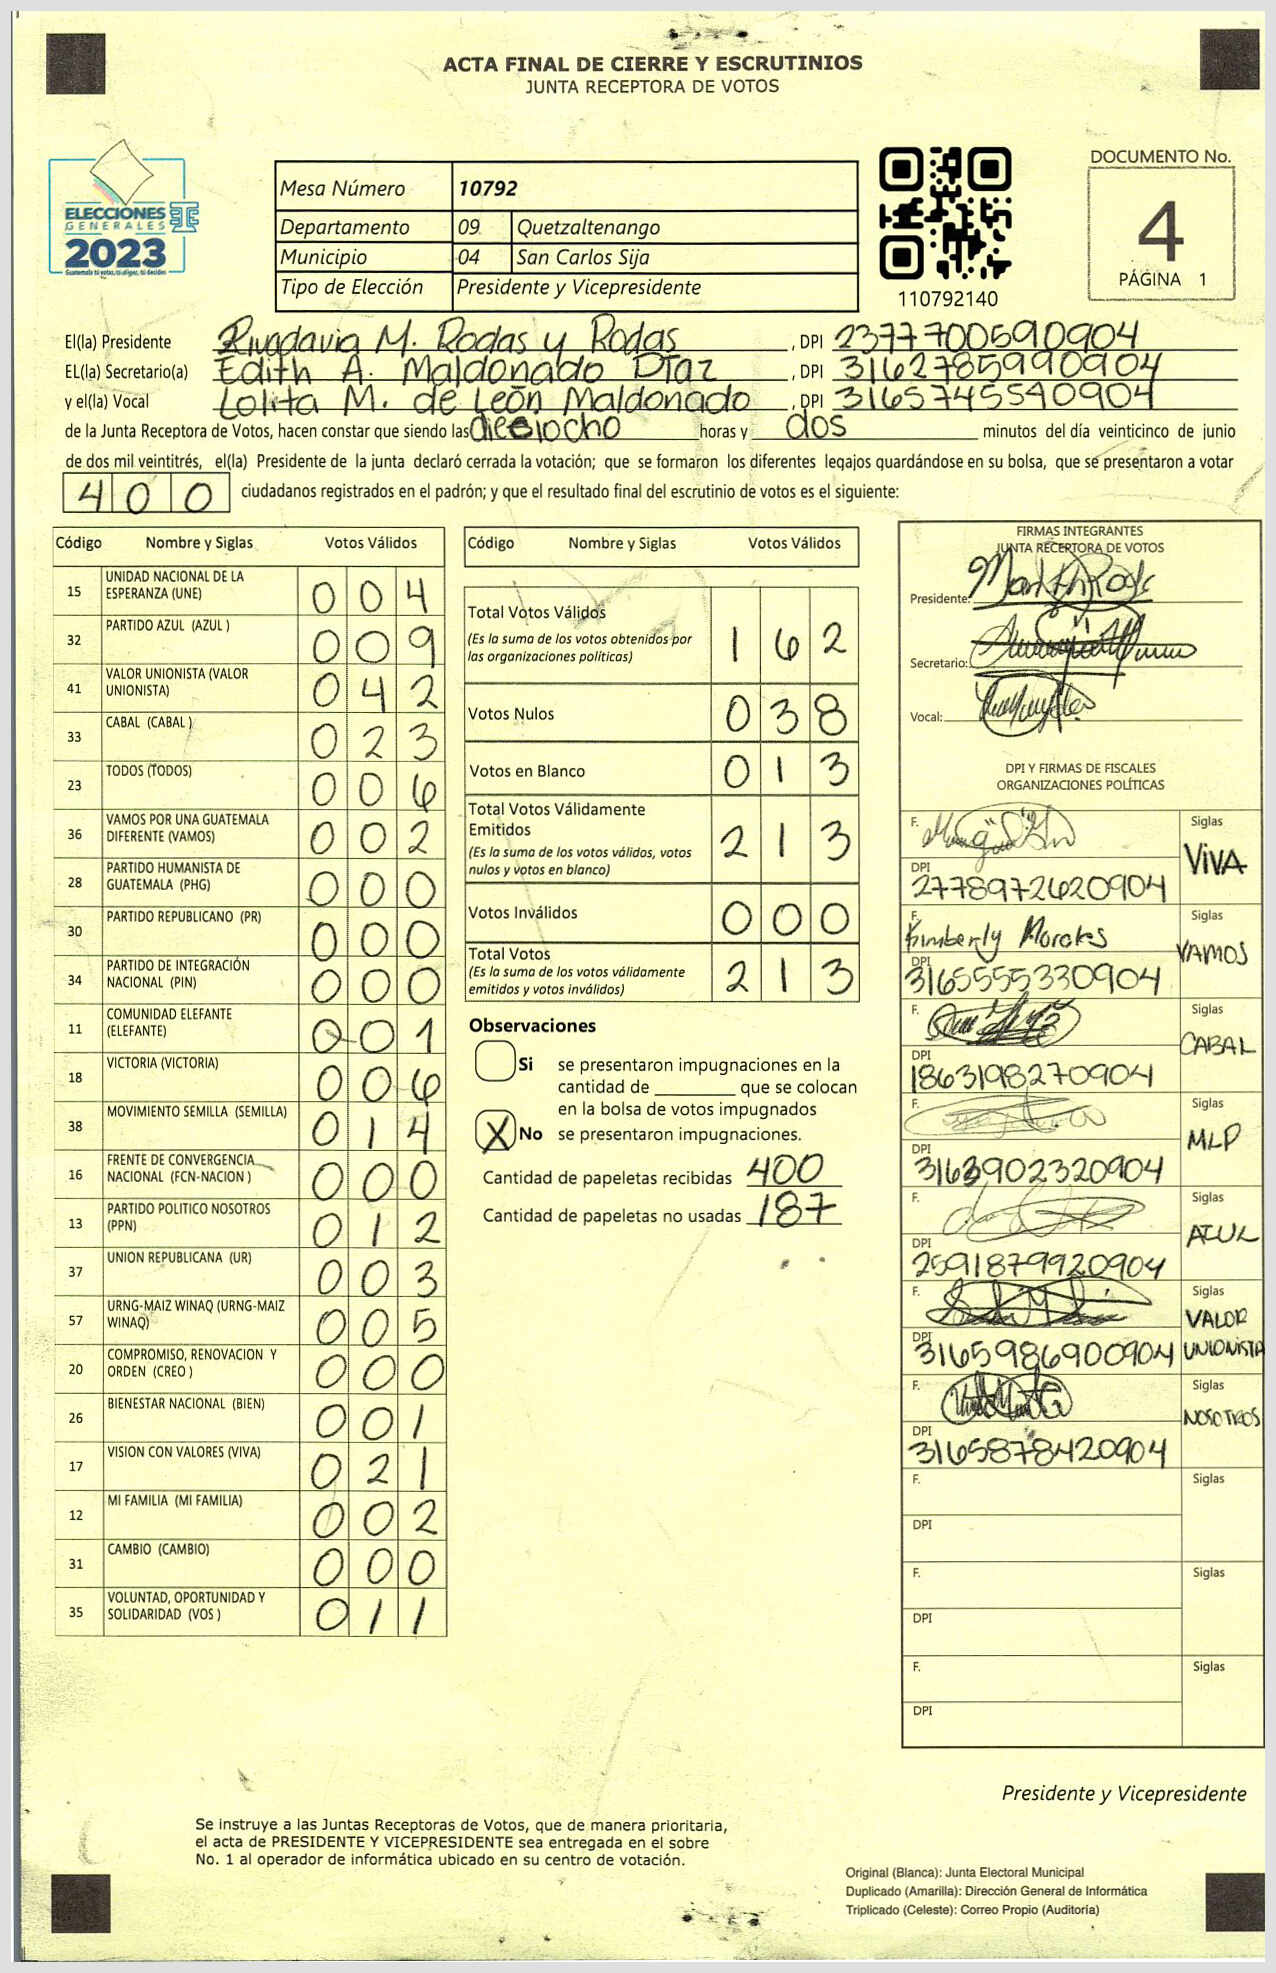 ACTA FINAL DE CIERRE Y ESCRUTINIOS
JUNTA RECEPTORA DE VOTOS
ELECCIONES
GENERALES
2023
Guatemala tú votas, tú eliges, tú decides
Mesa Número 10792
Departamento 09 Quetzaltenango
Municipio 04 San Carlos Sija
Tipo de Elección Presidente y Vicepresidente
110792140
DOCUMENTO No.
4
PÁGINA 1
El(la) Presidente Rivadavia M. Rodas y Rodas, DPI 2377700590904
EL(la) Secretario(a) Edith A. Maldonado Díaz, DPI 3162785990904
y el(la) Vocal Lolita M. de León Maldonado, DPI 3165745540904
de la Junta Receptora de Votos, hacen constar que siendo las dieciocho horas y dos minutos del día veinticinco de junio
de dos mil veintitrés, el(la) Presidente de la junta declaró cerrada la votación; que se formaron los diferentes legajos guardándose en su bolsa, que se presentaron a votar
400 ciudadanos registrados en el padrón; y que el resultado final del escrutinio de votos es el siguiente:
Código Nombre y Siglas Votos Válidos
15 UNIDAD NACIONAL DE LA ESPERANZA (UNE) 004
32 PARTIDO AZUL (AZUL ) 009
41 VALOR UNIONISTA (VALOR UNIONISTA) 042
33 CABAL (CABAL ) 023
23 TODOS (TODOS) 006
36 VAMOS POR UNA GUATEMALA DIFERENTE (VAMOS) 002
28 PARTIDO HUMANISTA DE GUATEMALA (PHG) 000
30 PARTIDO REPUBLICANO (PR) 000
34 PARTIDO DE INTEGRACIÓN NACIONAL (PIN) 000
11 COMUNIDAD ELEFANTE (ELEFANTE) 001
18 VICTORIA (VICTORIA) 006
38 MOVIMIENTO SEMILLA (SEMILLA) 014
16 FRENTE DE CONVERGENCIA NACIONAL (FCN-NACION ) 000
13 PARTIDO POLITICO NOSOTROS (PPN) 012
37 UNION REPUBLICANA (UR) 003
57 URNG-MAIZ WINAQ (URNG-MAIZ WINAQ) 005
20 COMPROMISO, RENOVACION Y ORDEN (CREO ) 000
26 BIENESTAR NACIONAL (BIEN) 001
17 VISION CON VALORES (VIVA) 021
12 MI FAMILIA (MI FAMILIA) 002
31 CAMBIO (CAMBIO) 000
35 VOLUNTAD, OPORTUNIDAD Y SOLIDARIDAD (VOS ) 011
Código Nombre y Siglas Votos Válidos
Total Votos Válidos 162
(Es la suma de los votos obtenidos por
las organizaciones políticas)
Votos Nulos 038
Votos en Blanco 013
Total Votos Válidamente
Emitidos 213
(Es la suma de los votos válidos, votos
nulos y votos en blanco)
Votos Inválidos 000
Total Votos 213
(Es la suma de los votos válidamente
emitidos y votos inválidos)
Observaciones
Si se presentaron impugnaciones en la
cantidad de ________ que se colocan
en la bolsa de votos impugnados
X No se presentaron impugnaciones.
Cantidad de papeletas recibidas 400
Cantidad de papeletas no usadas 187
FIRMAS INTEGRANTES
JUNTA RECEPTORA DE VOTOS
Presidente:
Secretario:
Vocal:
DPI Y FIRMAS DE FISCALES
ORGANIZACIONES POLÍTICAS
F. Siglas
VIVA
DPI
2778972620904
F. Siglas
Kimberly Morales VAMOS
DPI
3165555330904
F. Siglas
CABAL
DPI
1863198270904
F. Siglas
MLP
DPI
3163902320904
F. Siglas
AZUL
DPI
2591879920904
F. Siglas
VALOR
UNIONISTA
DPI
3165986900904
F. Siglas
NOSOTROS
DPI
3165878420904
F. Siglas
DPI
F. Siglas
DPI
F. Siglas
DPI
Presidente y Vicepresidente
Se instruye a las Juntas Receptoras de Votos, que de manera prioritaria,
el acta de PRESIDENTE Y VICEPRESIDENTE sea entregada en el sobre
No. 1 al operador de informática ubicado en su centro de votación.
Original (Blanca): Junta Electoral Municipal
Duplicado (Amarilla): Dirección General de Informática
Triplicado (Celeste): Correo Propio (Auditoría)